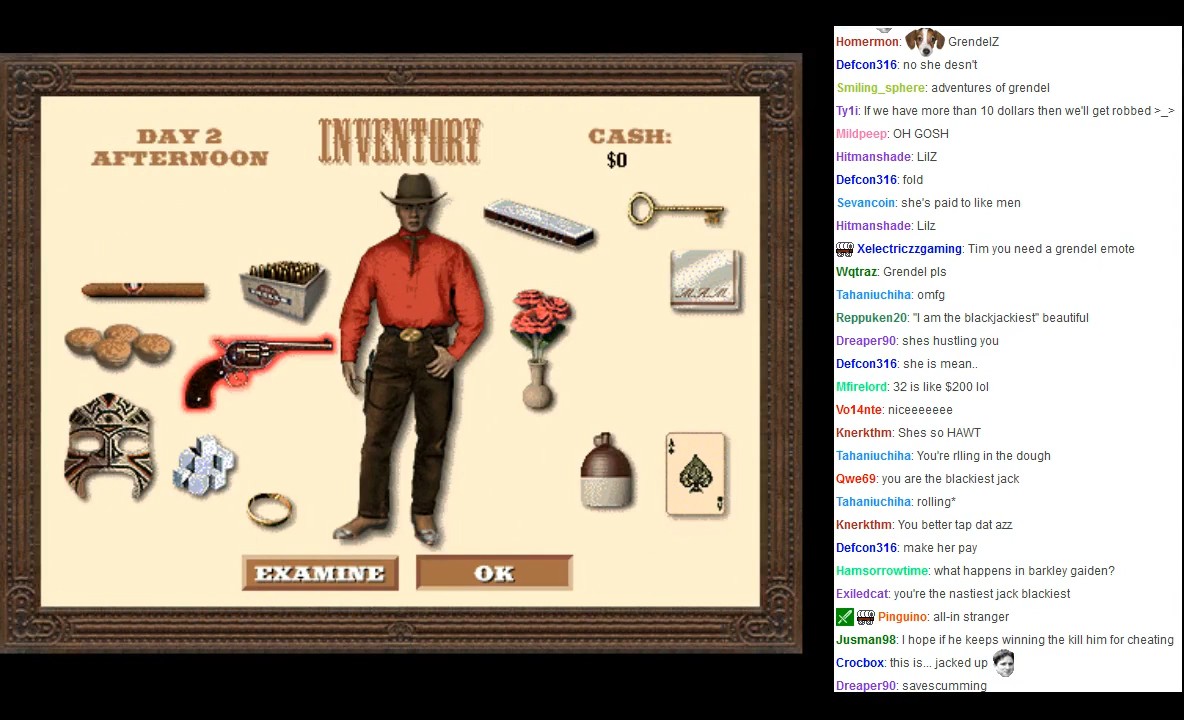 DAY 2
AFTERNOON
INVENTORY
CASH:
$0
M.A.M.
A
A
EXAMINE
OK
Homermon: GrendelZ
Defcon316: no she desn't
Smiling_sphere: adventures of grendel
Ty1i: If we have more than 10 dollars then we'll get robbed >_>
Mildpeep: OH GOSH
Hitmanshade: LilZ
Defcon316: fold
Sevancoin: she's paid to like men
Hitmanshade: Lilz
Xelectriczzgaming: Tim you need a grendel emote
Wqtraz: Grendel pls
Tahaniuchiha: omfg
Reppuken20: "I am the blackjackiest" beautiful
Dreaper90: shes hustling you
Defcon316: she is mean..
Mfirelord: 32 is like $200 lol
Vo14nte: niceeeeeee
Knerkthm: Shes so HAWT
Tahaniuchiha: You're rlling in the dough
Qwe69: you are the blackiest jack
Tahaniuchiha: rolling*
Knerkthm: You better tap dat azz
Defcon316: make her pay
Hamsorrowtime: what happens in barkley gaiden?
Exiledcat: you're the nastiest jack blackiest
Pinguino: all-in stranger
Jusman98: I hope if he keeps winning the kill him for cheating
Crocbox: this is... jacked up
Dreaper90: savescumming